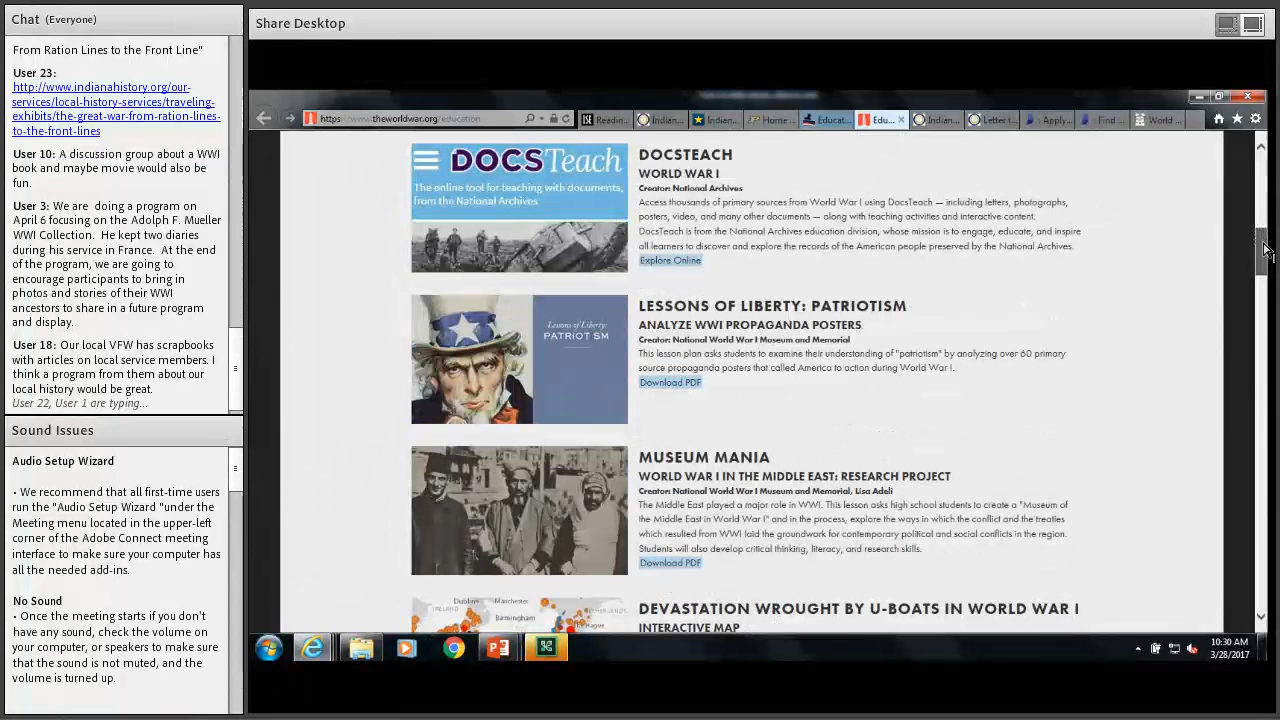 Chat (Everyone)
From Ration Lines to the Front Line"
User 23:
http://www.indianahistory.org/our-
services/local-history-services/traveling-
exhibits/the-great-war-from-ration-lines-
to-the-front-lines
User 10: A discussion group about a WWI
book and maybe movie would also be
fun.
User 3: We are doing a program on
April 6 focusing on the Adolph F. Mueller
WWI Collection. He kept two diaries
during his service in France. At the end
of the program, we are going to
encourage participants to bring in
photos and stories of their WWI
ancestors to share in a future program
and display.
User 18: Our local VFW has scrapbooks
with articles on local service members. I
think a program from them about our
local history would be great.
User 22, User 1 are typing...
Sound Issues
Audio Setup Wizard
• We recommend that all first-time users
run the "Audio Setup Wizard "under the
Meeting menu located in the upper-left
corner of the Adobe Connect meeting
interface to make sure your computer has
all the needed add-ins.
No Sound
• Once the meeting starts if you don't
have any sound, check the volume on
your computer, or speakers to make sure
that the sound is not muted, and the
volume is turned up.
Share Desktop
https://www.theworldwar.org/education
Readin...
Indian...
Indian...
Home ...
Educat...
Edu...
Indian...
Letter t...
Apply ...
Find ...
World ...
DOCSTeach
The online tool for teaching with documents,
from the National Archives
DOCSTEACH
WORLD WAR I
Creator: National Archives
Access thousands of primary sources from World War I using DocsTeach — including letters, photographs,
posters, video, and many other documents — along with teaching activities and interactive content.
DocsTeach is from the National Archives education division, whose mission is to engage, educate, and inspire
all learners to discover and explore the records of the American people preserved by the National Archives.
Explore Online
Lessons of Liberty:
PATRIOTISM
LESSONS OF LIBERTY: PATRIOTISM
ANALYZE WWI PROPAGANDA POSTERS
Creator: National World War I Museum and Memorial
This lesson plan asks students to examine their understanding of "patriotism" by analyzing over 60 primary
source propaganda posters that called America to action during World War I.
Download PDF
MUSEUM MANIA
WORLD WAR I IN THE MIDDLE EAST: RESEARCH PROJECT
Creator: National World War I Museum and Memorial, Lisa Adeli
The Middle East played a major role in WWI. This lesson asks high school students to create a "Museum of
the Middle East in World War I" and in the process, explore the ways in which the conflict and the treaties
which resulted from WWI laid the groundwork for contemporary political and social conflicts in the region.
Students will also develop critical thinking, literacy, and research skills.
Download PDF
Dublin
Manchester
IRELAND
Birmingham
The Hague
DEVASTATION WROUGHT BY U-BOATS IN WORLD WAR I
INTERACTIVE MAP
10:30 AM
3/28/2017